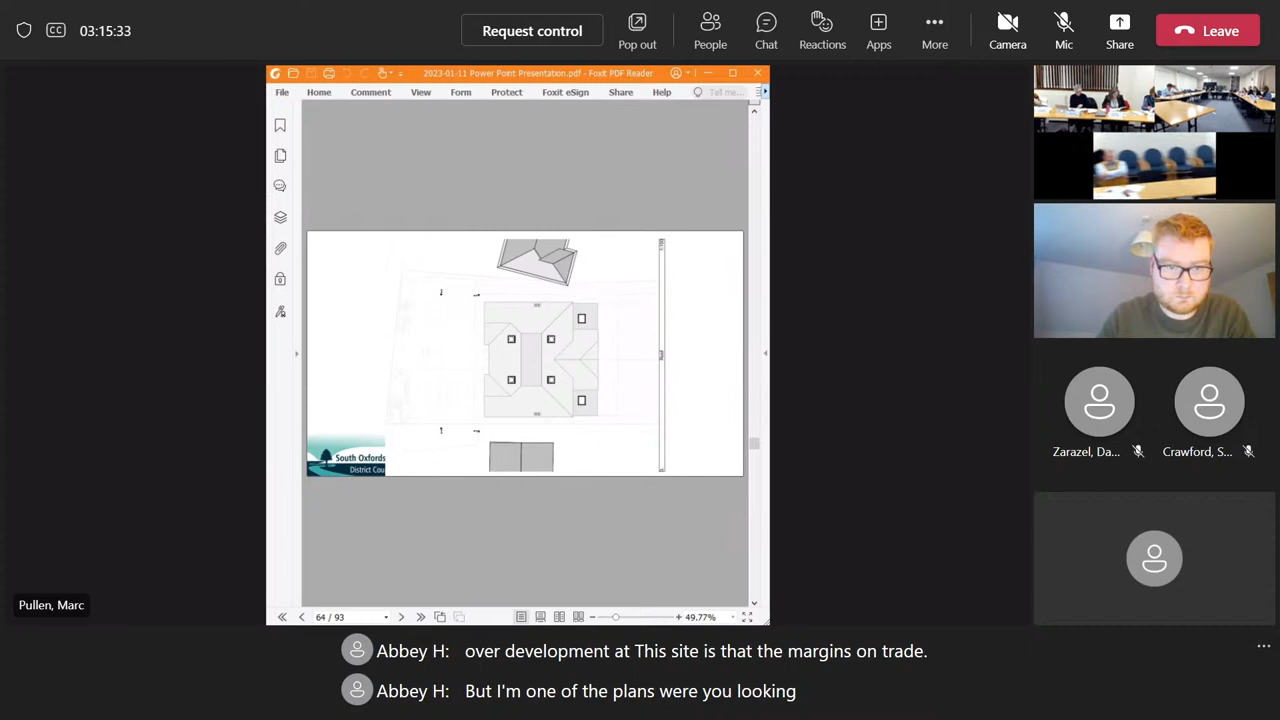 CC
03:15:33
Request control
Pop out
People
Chat
Reactions
Apps
More
Camera
Mic
Share
Leave
2023-01-11 Power Point Presentation.pdf - Foxit PDF Reader
File
Home
Comment
View
Form
Protect
Foxit eSign
Share
Help
Tell me...
South Oxfords
District Cou
64 / 93
49.77%
Pullen, Marc
Zarazel, Da...
Crawford, S...
Abbey H: over development at This site is that the margins on trade.
Abbey H: But I'm one of the plans were you looking